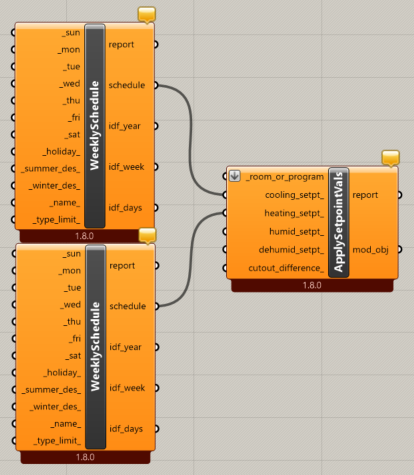 _sun
_mon
_tue
_wed
_thu
_fri
_sat
_holiday_
_summer_des_
_winter_des_
_name_
_type_limit_
WeeklySchedule
report
schedule
idf_year
idf_week
idf_days
1.8.0
_sun
_mon
_tue
_wed
_thu
_fri
_sat
_holiday_
_summer_des_
_winter_des_
_name_
_type_limit_
WeeklySchedule
report
schedule
idf_year
idf_week
idf_days
1.8.0
_room_or_program
cooling_setpt_
heating_setpt_
humid_setpt_
dehumid_setpt_
cutout_difference_
ApplySetpointVals
report
mod_obj
1.8.0